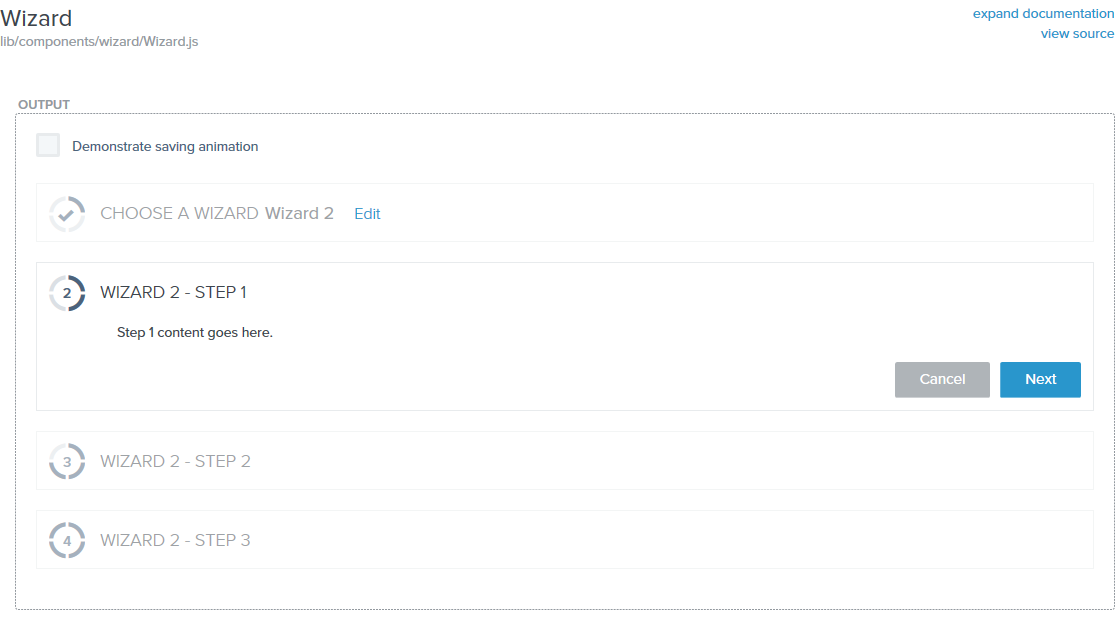 Wizard
expand documentation
lib/components/wizard/Wizard.js
view source
OUTPUT
Demonstrate saving animation
CHOOSE A WIZARD Wizard 2 Edit
2 WIZARD 2 - STEP 1
Step 1 content goes here.
Cancel Next
3 WIZARD 2 - STEP 2
4 WIZARD 2 - STEP 3